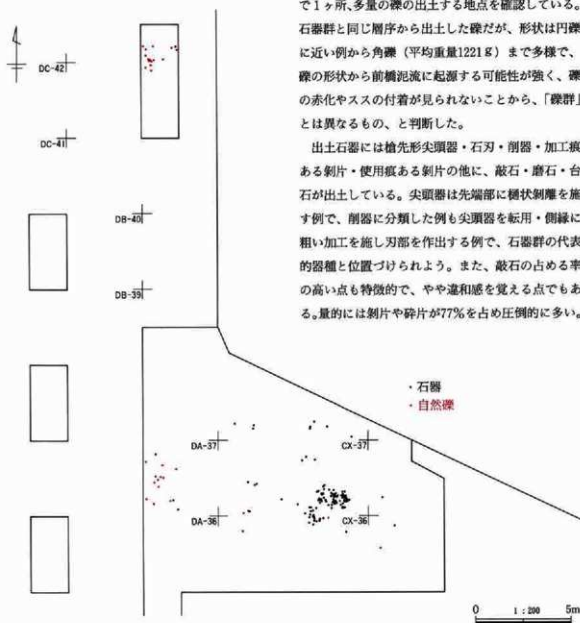 で1ヶ所、多量の礫の出土する地点を確認している。
石器群と同じ層序から出土した礫だが、形状は円礫
に近い例から角礫（平均重量1221g）まで多様で、
礫の形状から前橋泥流に起源する可能性が強く、礫
の赤化やススの付着が見られないことから、「礫群」
とは異なるもの、と判断した。
出土石器には槍先形尖頭器・石刃・削器・加工痕
ある剝片・使用痕ある剝片の他に、敲石・磨石・台
石が出土している。尖頭器は先端部に樋状剝離を施
す例で、削器に分類した例も尖頭器を転用・側縁に
粗い加工を施し刃部を作出する例で、石器群の代表
的器種と位置づけられよう。また、敲石の占める率
の高い点も特徴的で、やや違和感を覚える点でもあ
る。量的には剝片や砕片が77%を占め圧倒的に多い。
DC-42
DC-41
DB-40
DB-39
・石器
・自然礫
DA-37
CX-37
DA-36
CX-36
0 1:200 5m